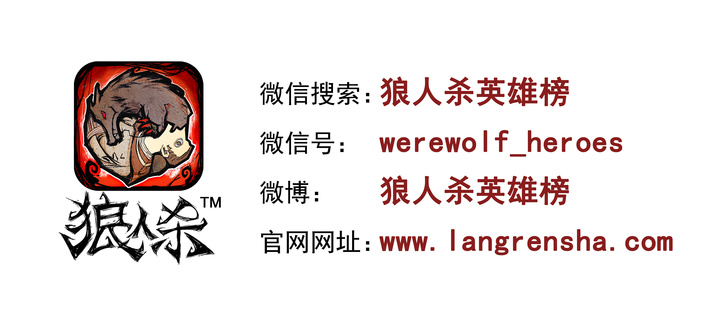 微信搜索：狼人杀英雄榜
微信号： werewolf_heroes
微博： 狼人杀英雄榜
官网网址：www.langrensha.com
狼人杀™